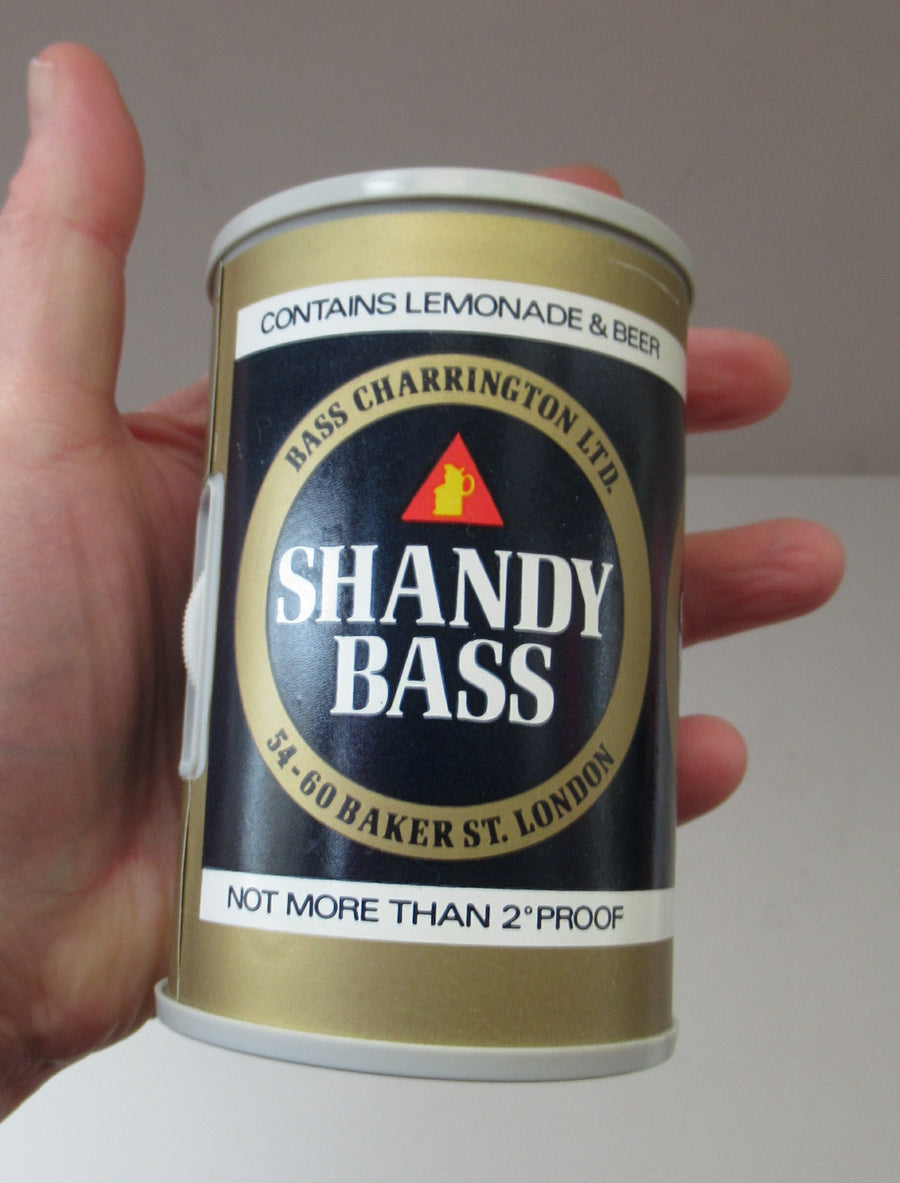 CONTAINS LEMONADE & BEER
BASS CHARRINGTON LTD.
SHANDY
BASS
54-60 BAKER ST. LONDON
NOT MORE THAN 2° PROOF